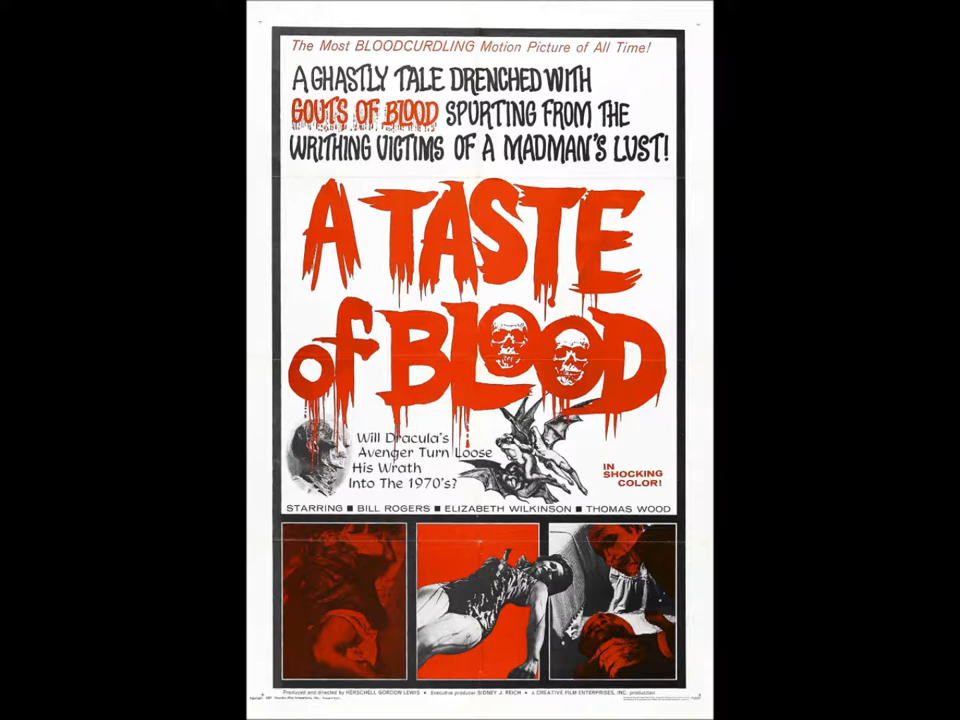 The Most BLOODCURDLING Motion Picture of All Time!
A GHASTLY TALE DRENCHED WITH
GOUTS OF BLOOD SPURTING FROM THE
WRITHING VICTIMS OF A MADMAN'S LUST!
A TASTE
OF BLOOD
Will Dracula's
Avenger Turn Loose
His Wrath
Into The 1970's?
IN
SHOCKING
COLOR!
STARRING ■ BILL ROGERS ■ ELIZABETH WILKINSON ■ THOMAS WOOD
Produced and directed by HERSCHELL GORDON LEWIS • Executive producer SIDNEY J. REICH • a CREATIVE FILM ENTERPRISES, INC. production